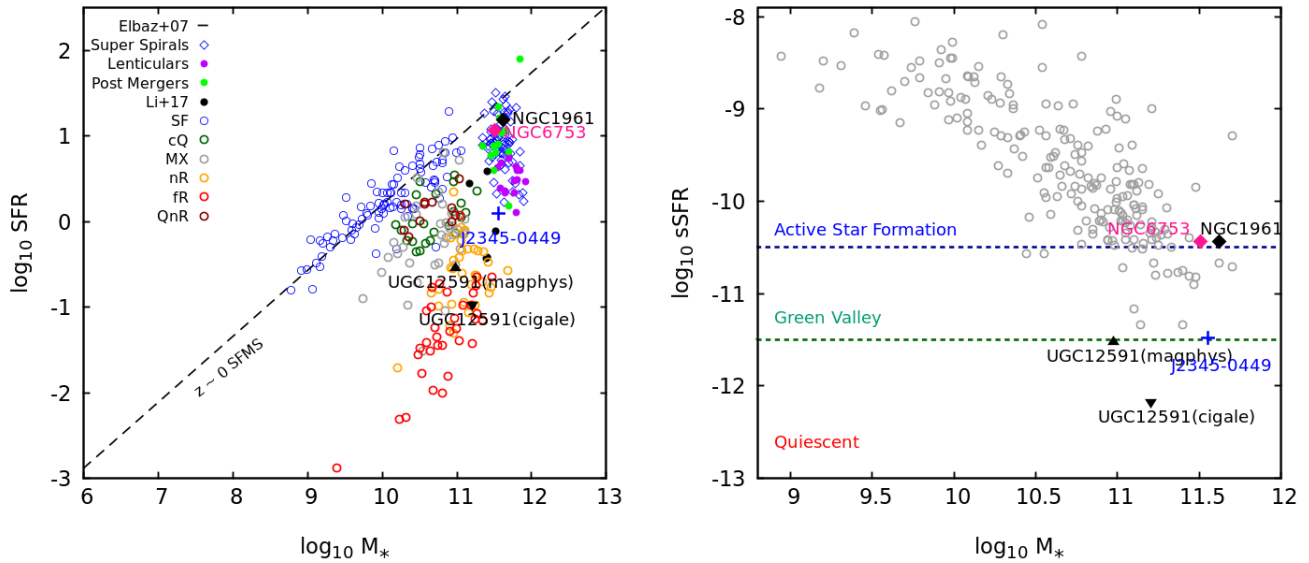 Elbaz+07
Super Spirals
Lenticulars
Post Mergers
Li+17
SF
cQ
MX
nR
fR
QnR
NGC1961
NGC6753
J2345-0449
UGC12591(magphys)
UGC12591(cigale)
z ~ 0 SFMS
log₁₀ SFR
2
1
0
-1
-2
-3
6 7 8 9 10 11 12 13
log₁₀ M*
log₁₀ sSFR
-8
-9
-10
-11
-12
-13
Active Star Formation
NGC6753
NGC1961
Green Valley
UGC12591(magphys)
J2345-0449
UGC12591(cigale)
Quiescent
9 9.5 10 10.5 11 11.5 12
log₁₀ M*